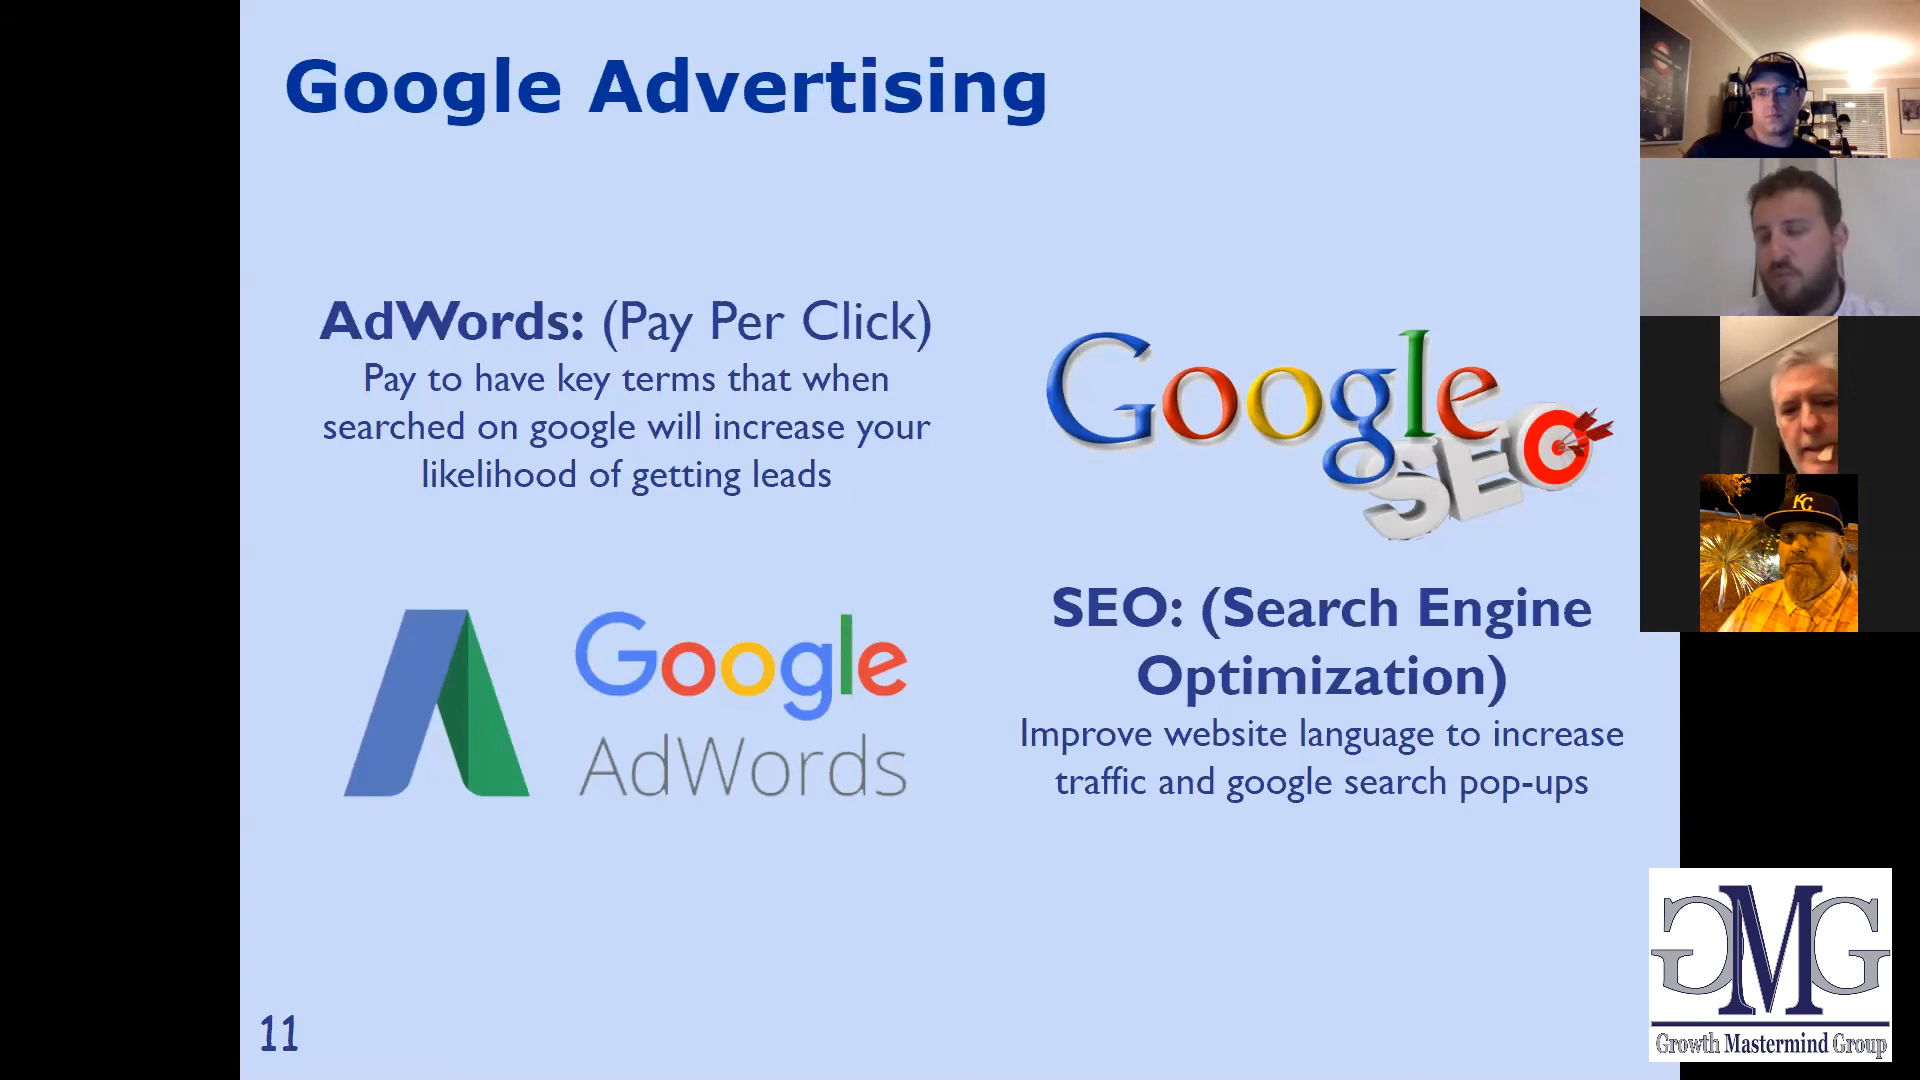 Google Advertising
AdWords: (Pay Per Click)
Pay to have key terms that when
searched on google will increase your
likelihood of getting leads
Google
AdWords
Google
SEO
SEO: (Search Engine
Optimization)
Improve website language to increase
traffic and google search pop-ups
11
KC
GMG
Growth Mastermind Group